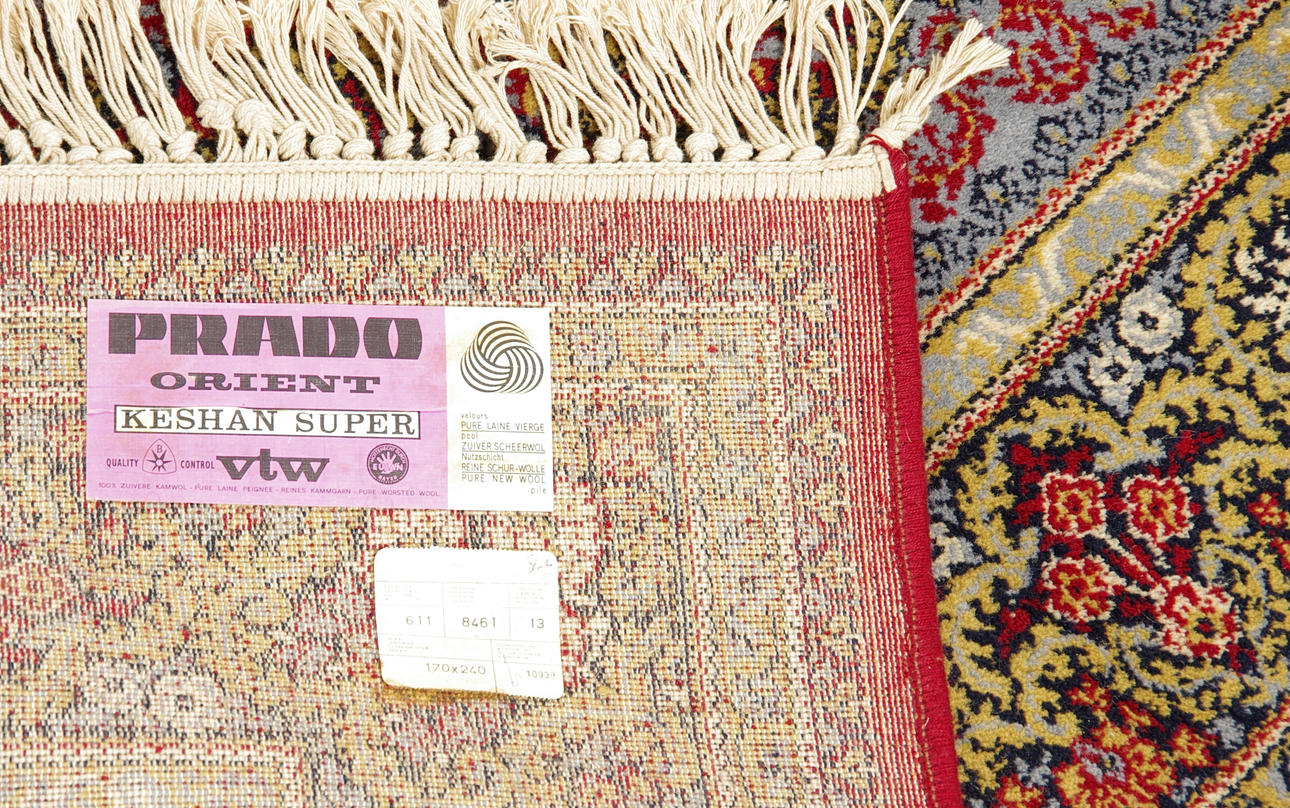 PRADO
ORIENT
KESHAN SUPER
QUALITY B CONTROL vtw
100% ZUIVERE KAMWOL - PURE LAINE PEIGNEE - REINES KAMMGARN - PURE WORSTED WOOL
velours
PURE LAINE VIERGE
pool
ZUIVER SCHEERWOL
Nutzschicht
REINE SCHUR-WOLLE
PURE NEW WOOL
pile
611 8461 13
170x240 10938